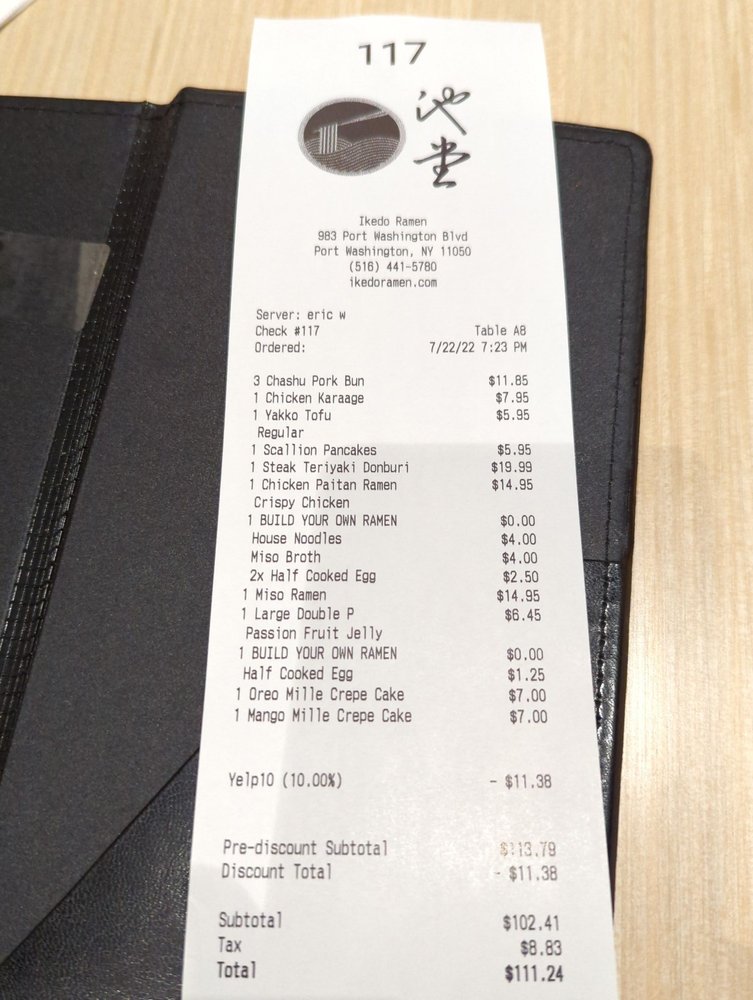 117
池
堂
Ikedo Ramen
983 Port Washington Blvd
Port Washington, NY 11050
(516) 441-5780
ikedoramen.com
Server: eric w
Check #117 Table A8
Ordered: 7/22/22 7:23 PM
3 Chashu Pork Bun $11.85
1 Chicken Karaage $7.95
1 Yakko Tofu $5.95
Regular
1 Scallion Pancakes $5.95
1 Steak Teriyaki Donburi $19.99
1 Chicken Paitan Ramen $14.95
Crispy Chicken
1 BUILD YOUR OWN RAMEN $0.00
House Noodles $4.00
Miso Broth $4.00
2x Half Cooked Egg $2.50
1 Miso Ramen $14.95
1 Large Double P $6.45
Passion Fruit Jelly
1 BUILD YOUR OWN RAMEN $0.00
Half Cooked Egg $1.25
1 Oreo Mille Crepe Cake $7.00
1 Mango Mille Crepe Cake $7.00
Yelp10 (10.00%) - $11.38
Pre-discount Subtotal $113.79
Discount Total - $11.38
Subtotal $102.41
Tax $8.83
Total $111.24